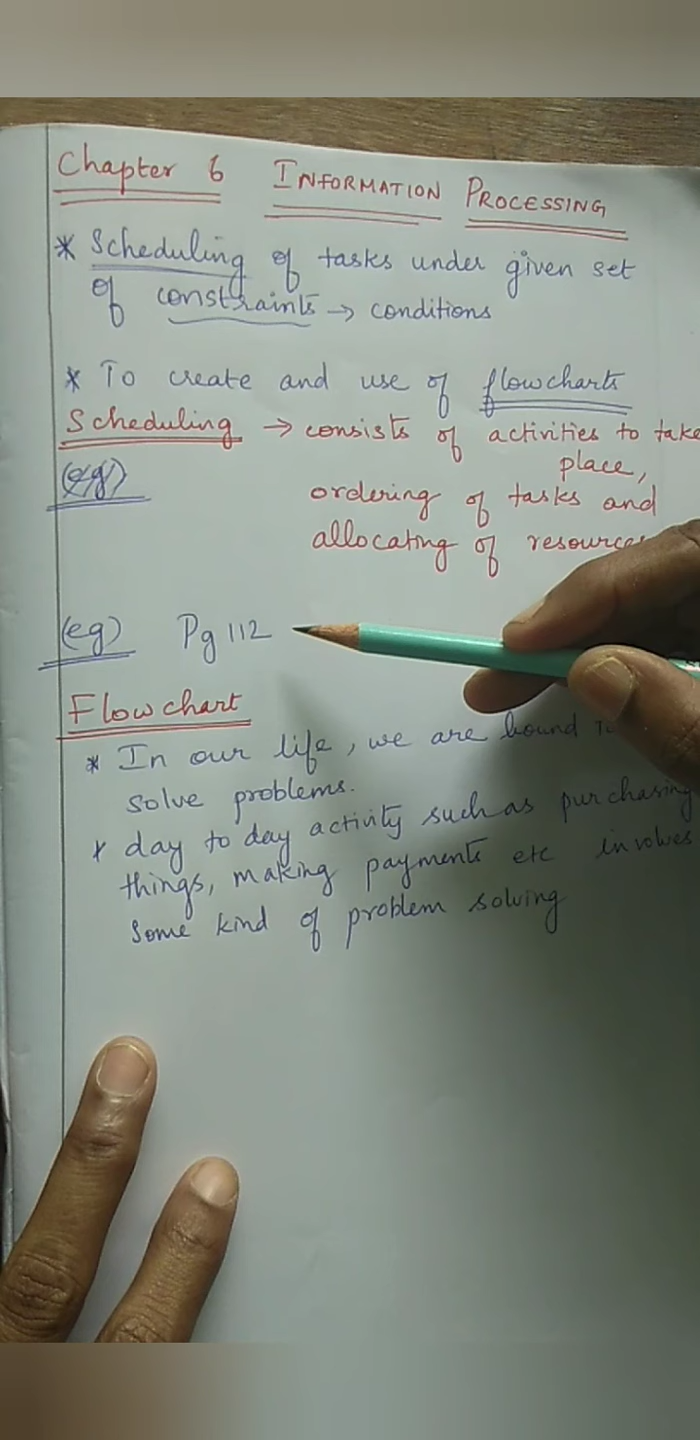 Chapter 6 INFORMATION PROCESSING
* Scheduling of tasks under given set
of constraints → conditions
* To create and use of flowcharts
Scheduling → consists of activities to take
place,
(eg)
ordering of tasks and
allocating of resources
(eg) Pg 112
Flow chart
* In our life, we are bound
solve problems.
* day to day activity such as purchasing
things, making payments etc involves
some kind of problem solving